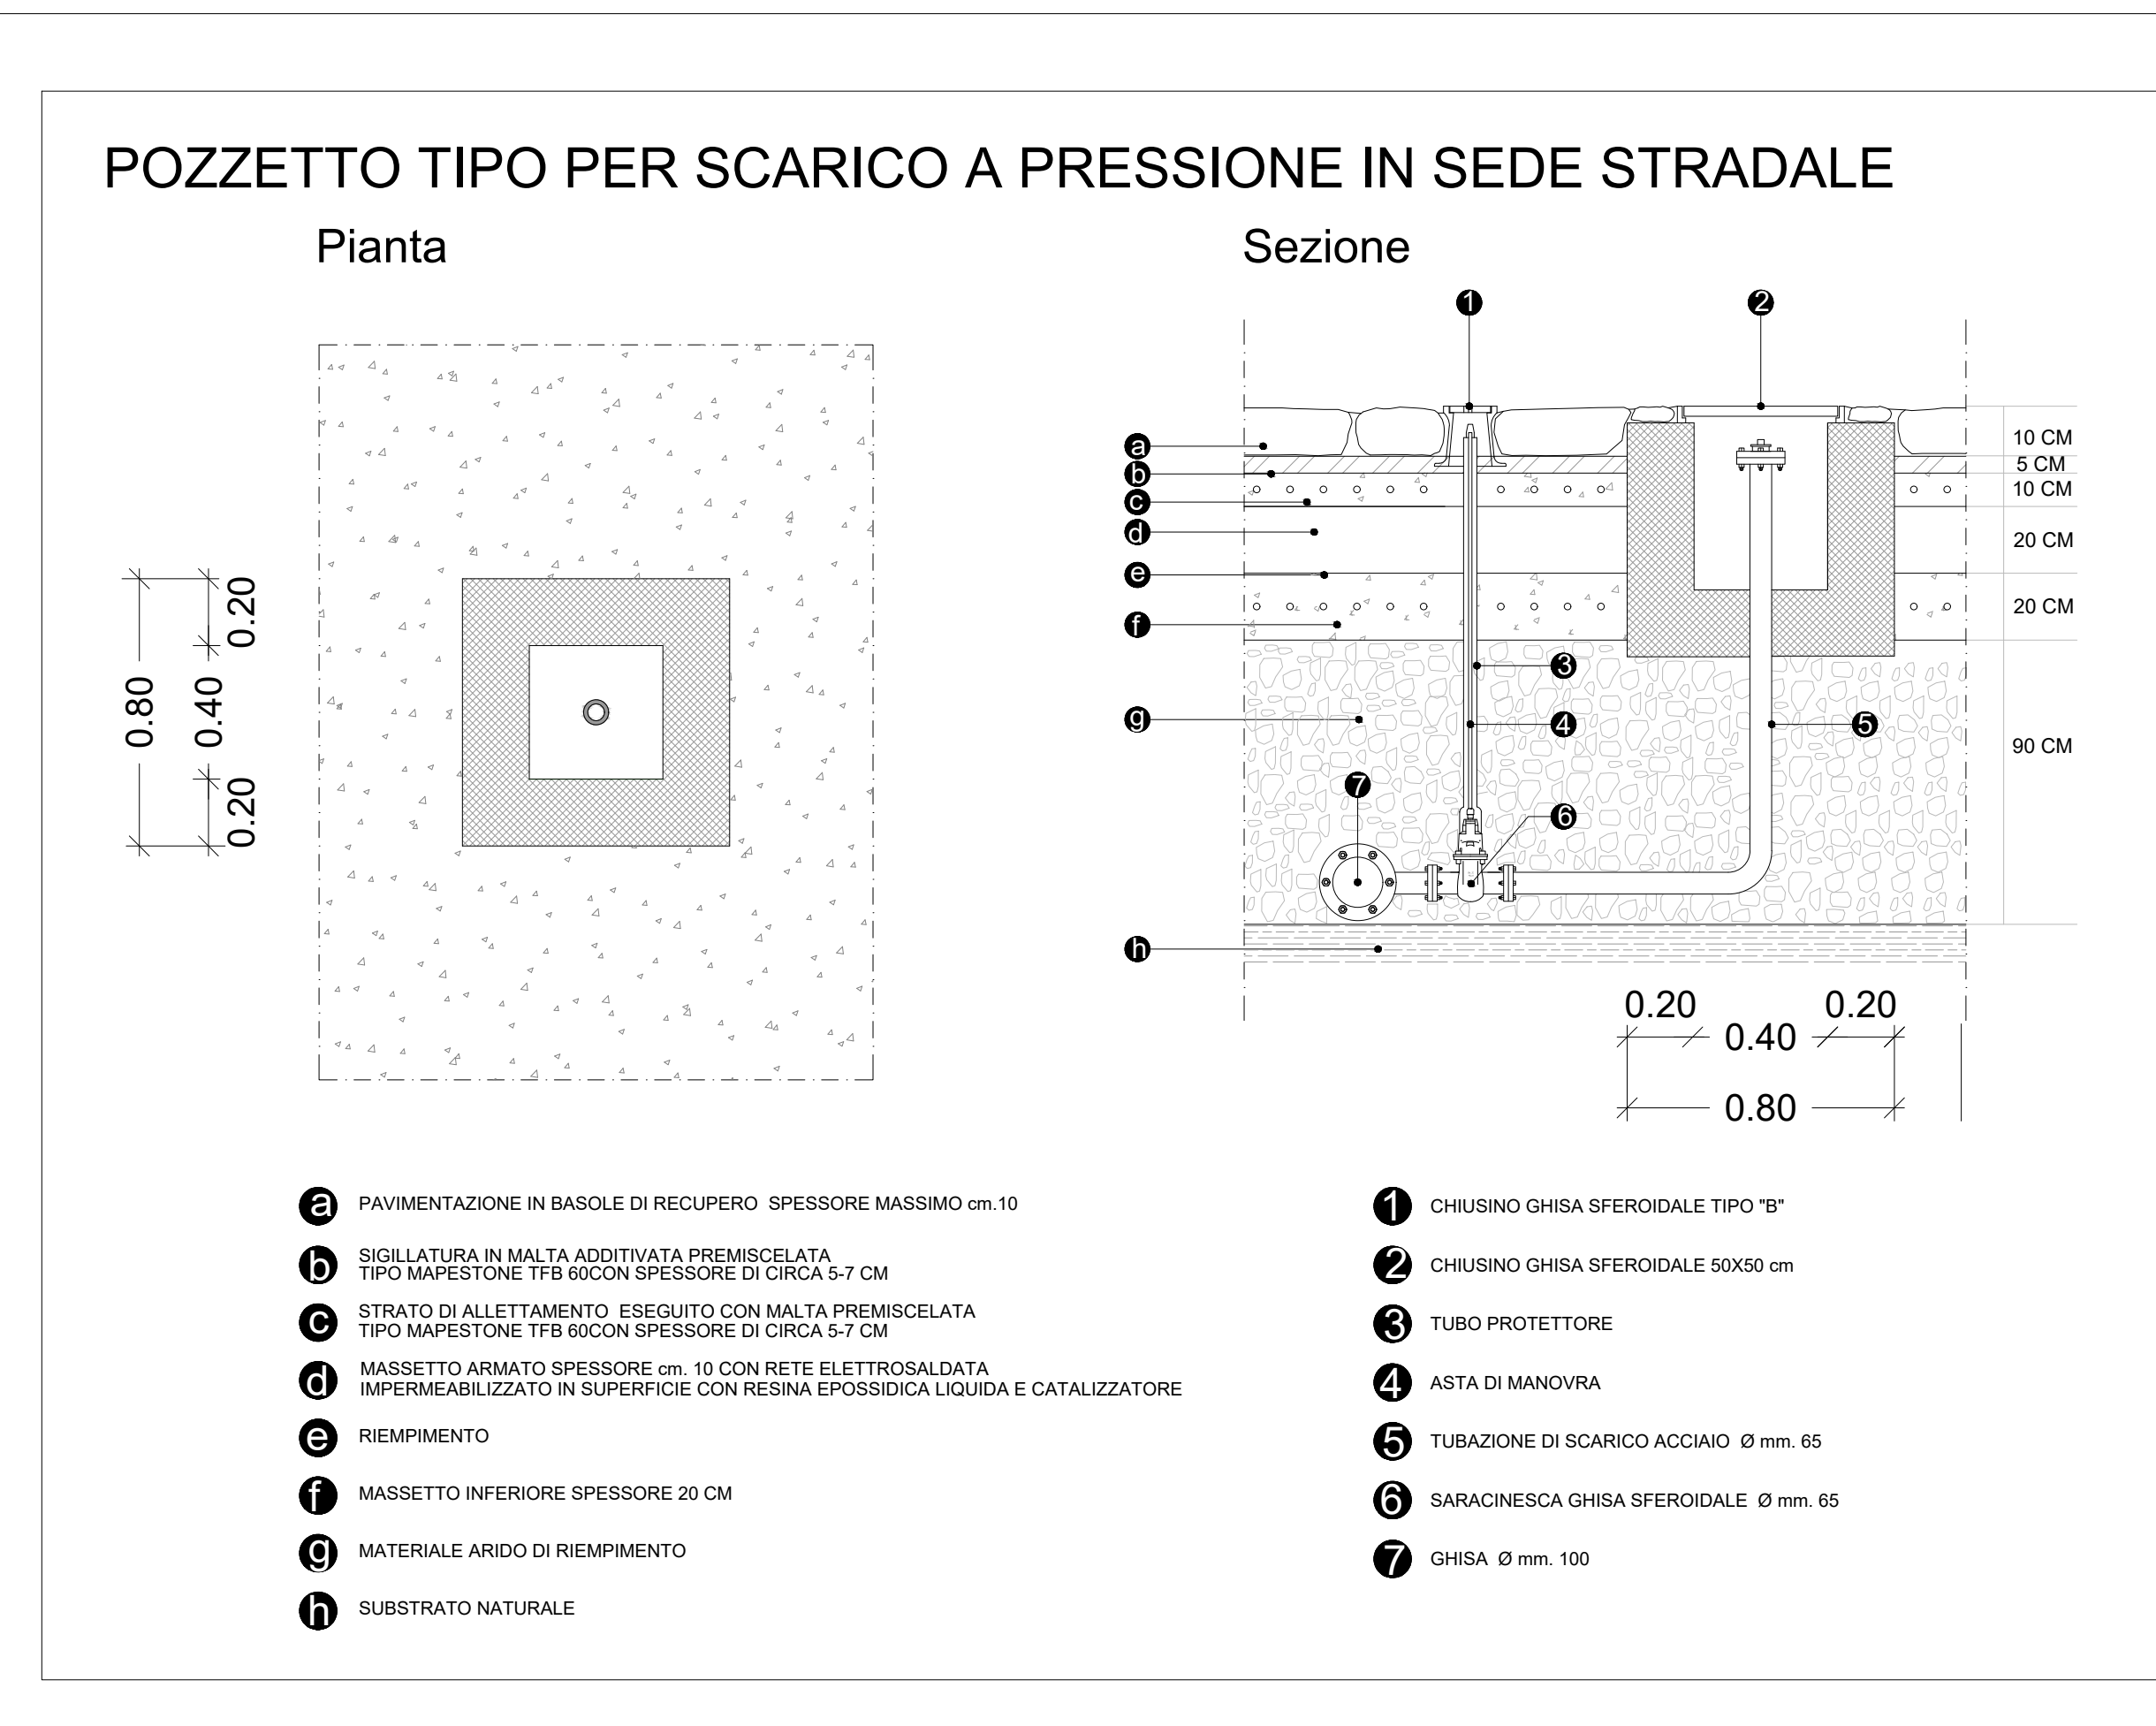 POZZETTO TIPO PER SCARICO A PRESSIONE IN SEDE STRADALE
Pianta
Sezione
1
2
a
b
c
d
e
f
g
h
3
4
5
6
7
10 CM
5 CM
10 CM
20 CM
20 CM
90 CM
0.80
0.20
0.40
0.20
0.20
0.20
0.40
0.80
a PAVIMENTAZIONE IN BASOLE DI RECUPERO SPESSORE MASSIMO cm.10
b SIGILLATURA IN MALTA ADDITIVATA PREMISCELATA
TIPO MAPESTONE TFB 60CON SPESSORE DI CIRCA 5-7 CM
c STRATO DI ALLETTAMENTO ESEGUITO CON MALTA PREMISCELATA
TIPO MAPESTONE TFB 60CON SPESSORE DI CIRCA 5-7 CM
d MASSETTO ARMATO SPESSORE cm. 10 CON RETE ELETTROSALDATA
IMPERMEABILIZZATO IN SUPERFICIE CON RESINA EPOSSIDICA LIQUIDA E CATALIZZATORE
e RIEMPIMENTO
f MASSETTO INFERIORE SPESSORE 20 CM
g MATERIALE ARIDO DI RIEMPIMENTO
h SUBSTRATO NATURALE
1 CHIUSINO GHISA SFEROIDALE TIPO "B"
2 CHIUSINO GHISA SFEROIDALE 50X50 cm
3 TUBO PROTETTORE
4 ASTA DI MANOVRA
5 TUBAZIONE DI SCARICO ACCIAIO Ø mm. 65
6 SARACINESCA GHISA SFEROIDALE Ø mm. 65
7 GHISA Ø mm. 100